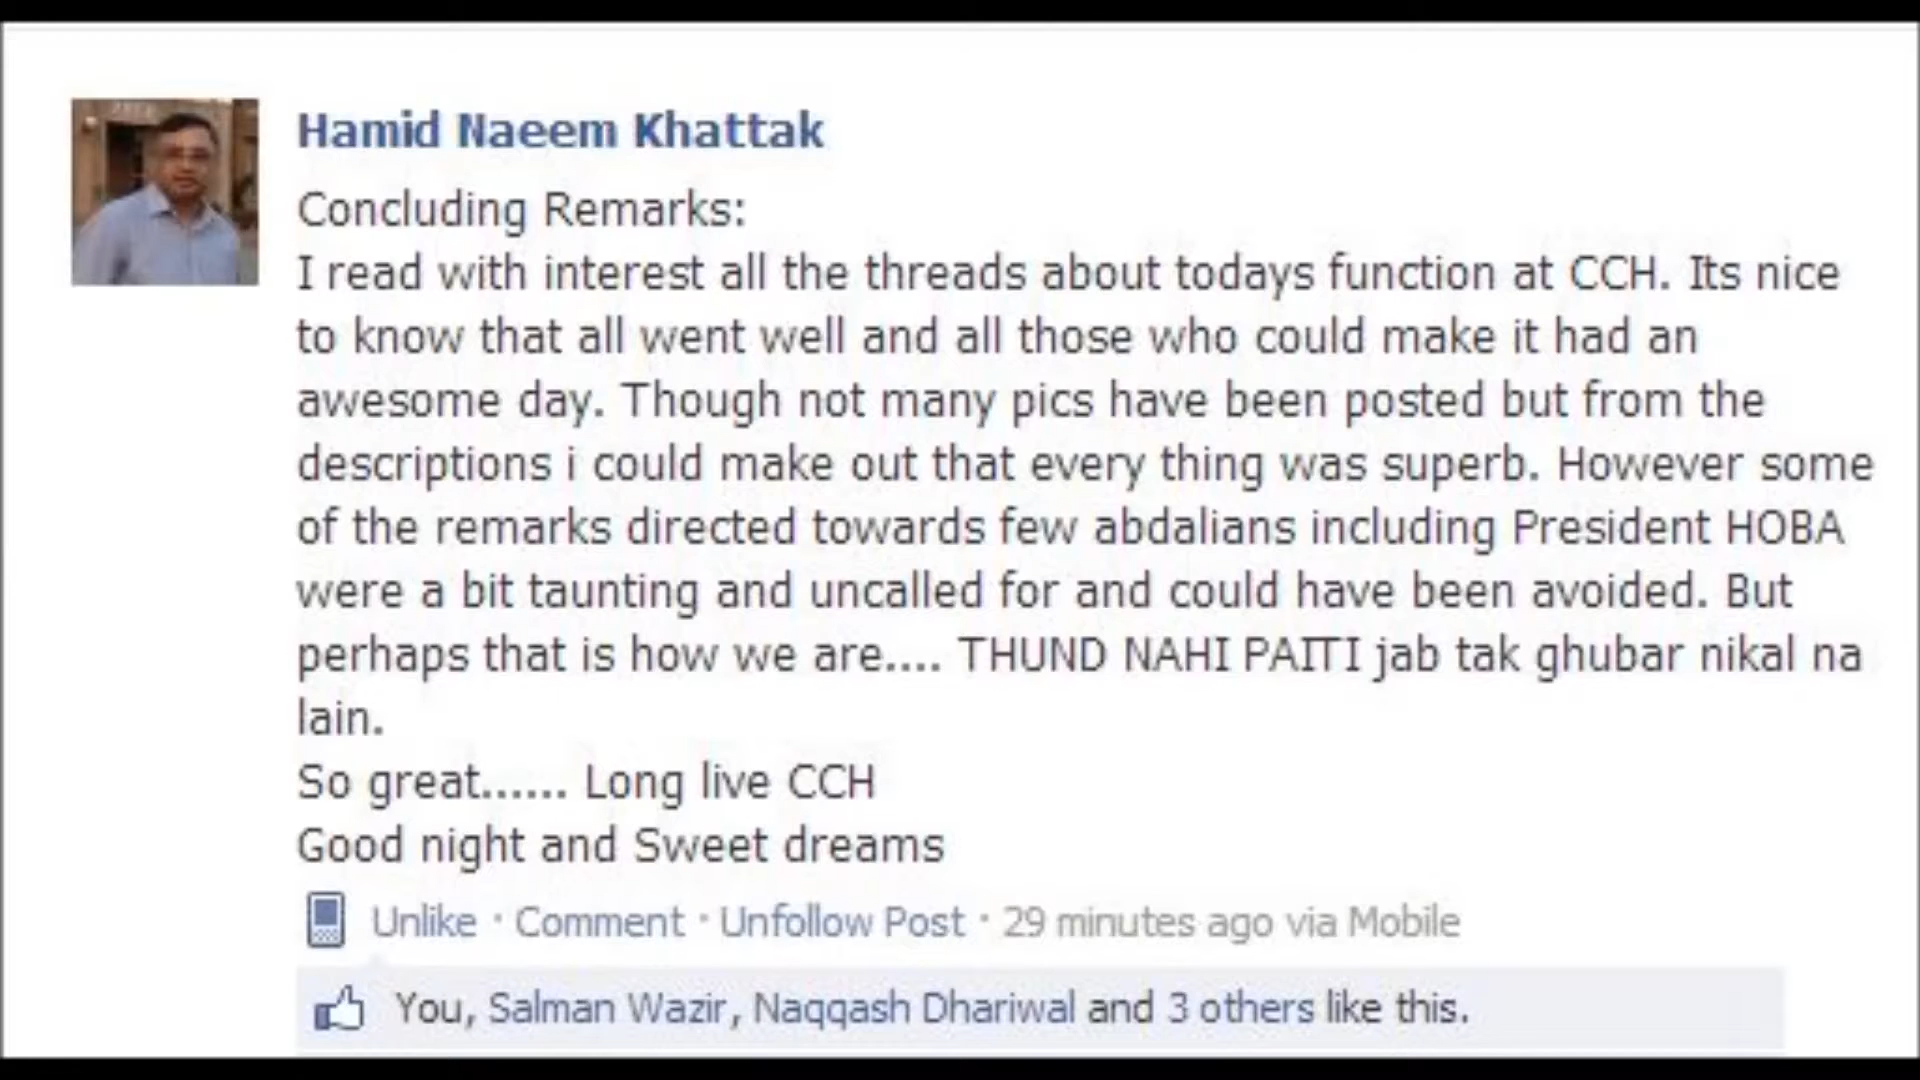 Hamid Naeem Khattak
Concluding Remarks:
I read with interest all the threads about todays function at CCH. Its nice
to know that all went well and all those who could make it had an
awesome day. Though not many pics have been posted but from the
descriptions i could make out that every thing was superb. However some
of the remarks directed towards few abdalians including President HOBA
were a bit taunting and uncalled for and could have been avoided. But
perhaps that is how we are.... THUND NAHI PAITI jab tak ghubar nikal na
lain.
So great...... Long live CCH
Good night and Sweet dreams
Unlike · Comment · Unfollow Post · 29 minutes ago via Mobile
You, Salman Wazir, Naqqash Dhariwal and 3 others like this.